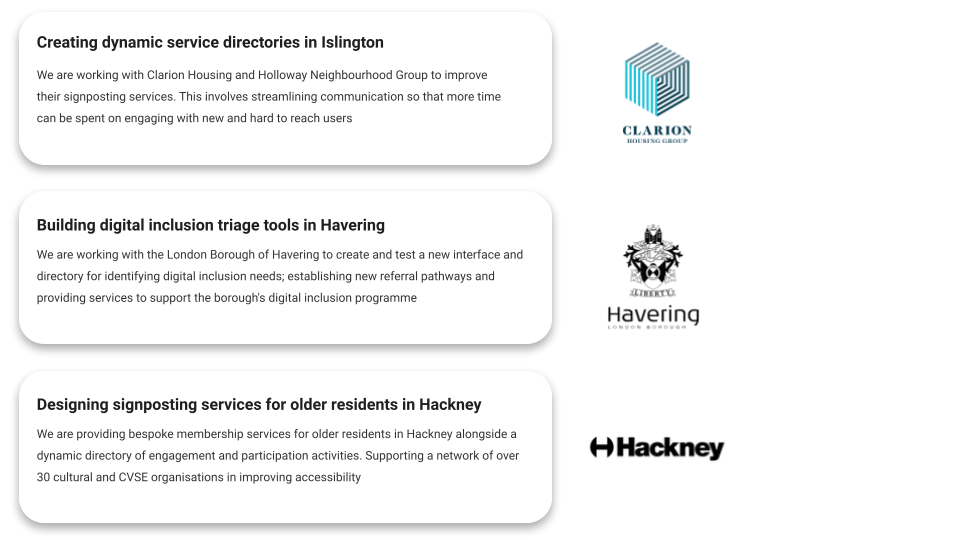 Creating dynamic service directories in Islington
We are working with Clarion Housing and Holloway Neighbourhood Group to improve
their signposting services. This involves streamlining communication so that more time
can be spent on engaging with new and hard to reach users
CLARION
HOUSING GROUP
Building digital inclusion triage tools in Havering
We are working with the London Borough of Havering to create and test a new interface and
directory for identifying digital inclusion needs; establishing new referral pathways and
providing services to support the borough's digital inclusion programme
LIBERTY
Havering
LONDON BOROUGH
Designing signposting services for older residents in Hackney
We are providing bespoke membership services for older residents in Hackney alongside a
dynamic directory of engagement and participation activities. Supporting a network of over
30 cultural and CVSE organisations in improving accessibility
Hackney